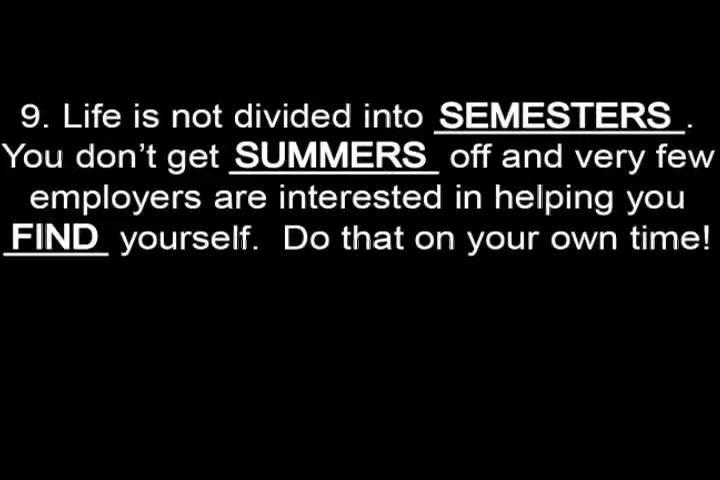 9. Life is not divided into SEMESTERS.
You don’t get SUMMERS off and very few
employers are interested in helping you
FIND yourself. Do that on your own time!